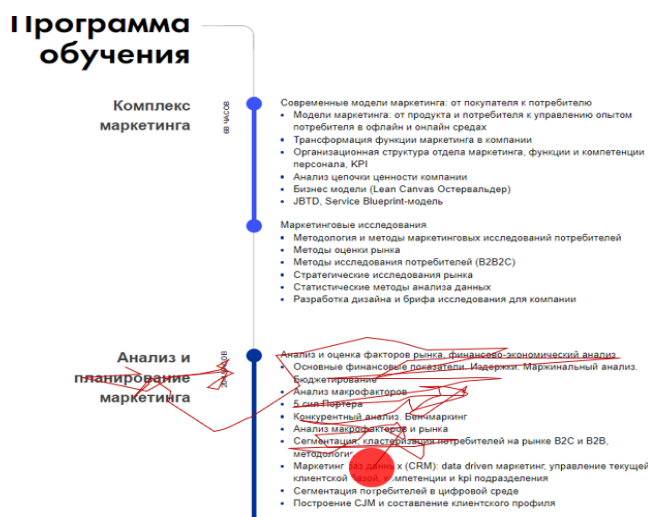 Программа
обучения
Комплекс
маркетинга
68 ЧАСОВ
Современные модели маркетинга: от покупателя к потребителю
• Модели маркетинга: от продукта и потребителя к управлению опытом
потребителя в офлайн и онлайн средах
• Трансформация функции маркетинга в компании
• Организационная структура отдела маркетинга, функции и компетенции
персонала, KPI
• Анализ цепочки ценности компании
• Бизнес модели (Lean Canvas Остервальдер)
• JBTD, Service Blueprint-модель
Маркетинговые исследования
• Методология и методы маркетинговых исследований потребителей
• Методы оценки рынка
• Методы исследования потребителей (B2B2C)
• Стратегические исследования рынка
• Статистические методы анализа данных
• Разработка дизайна и брифа исследования для компании
Анализ и
планирование
маркетинга
Анализ и оценка факторов рынка, финансово-экономический анализ
• Основные финансовые показатели. Издержки. Маржинальный анализ.
Бюджетирование
• Анализ макрофакторов
• 5 сил Портера
• Конкурентный анализ. Бенчмаркинг
• Анализ макрофакторов и рынка
• Сегментация, кластеризация потребителей на рынке B2C и B2B,
• Маркетинг (CRM): data driven маркетинг, управление текущей
клиентской и kpi подразделения
• Сегментация потребителей в цифровой среде
• Построение CJM и составление клиентского профиля